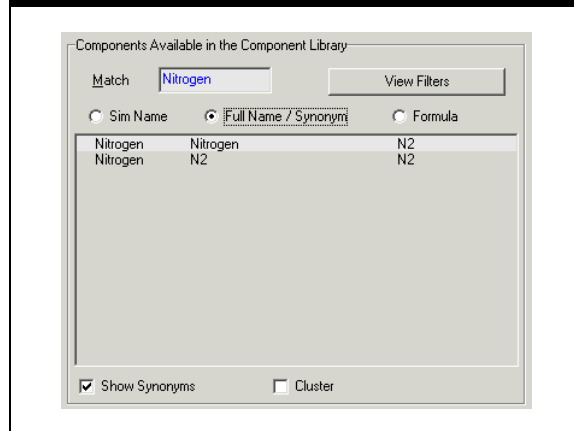 Components Available in the Component Library
Match Nitrogen View Filters
Sim Name Full Name / Synonym Formula
Nitrogen Nitrogen N2
Nitrogen N2 N2
Show Synonyms Cluster